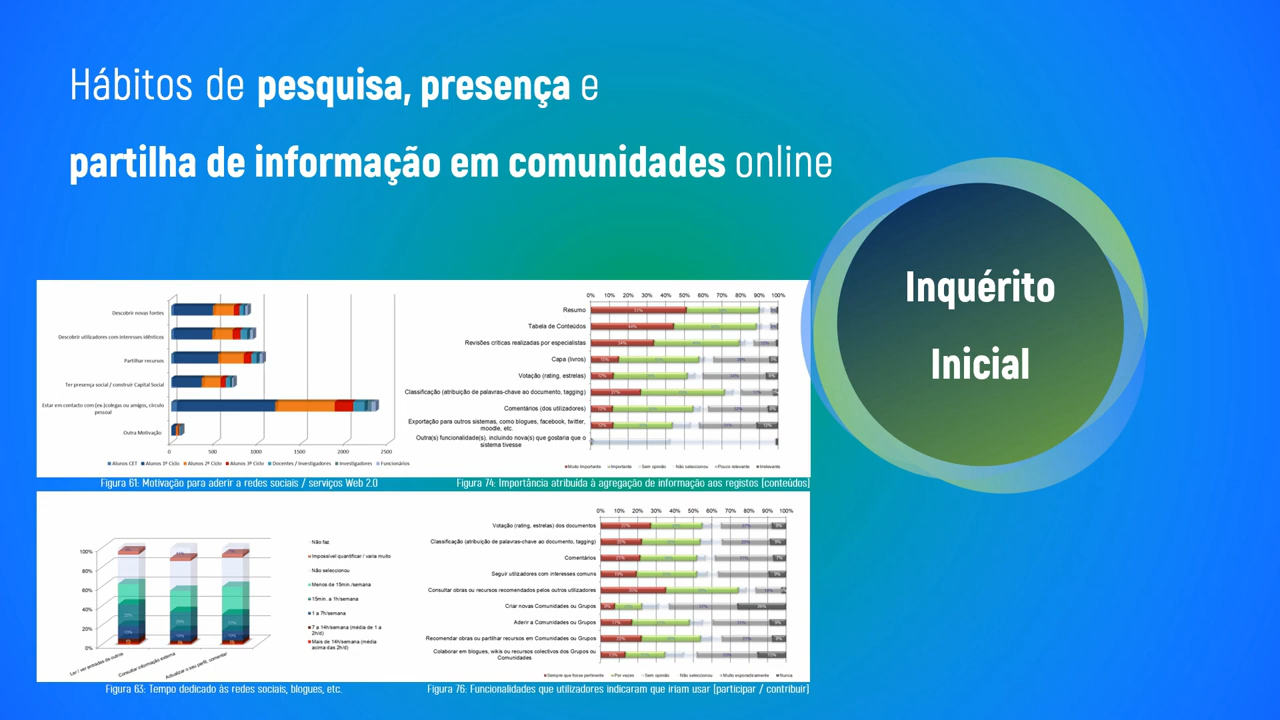 Hábitos de pesquisa, presença e
partilha de informação em comunidades online
Inquérito
Inicial
Descobrir novas fontes
Descobrir utilizadores com interesses idênticos
Partilhar recursos
Ter presença social / construir Capital Social
Estar em contacto com (ex-)colegas ou amigos, círculo
pessoal
Outra Motivação
0 500 1000 1500 2000 2500
Alunos CET Alunos 1º Ciclo Alunos 2º Ciclo Alunos 3º Ciclo Docentes / Investigadores Investigadores Funcionários
Figura 61: Motivação para aderir a redes sociais / serviços Web 2.0
0% 10% 20% 30% 40% 50% 60% 70% 80% 90% 100%
Resumo
Tabela de Conteúdos
Revisões críticas realizadas por especialistas
Capa (livros)
Votação (rating, estrelas)
Classificação (atribuição de palavras-chave ao documento, tagging)
Comentários (dos utilizadores)
Exportação para outros sistemas, como blogues, facebook, twitter,
moodle, etc.
Outra(s) funcionalidade(s), incluindo nova(s) que gostaria que o
sistema tivesse
Muito Importante Importante Sem opinião Não seleccionou Pouco relevante Irrelevante
Figura 74: Importância atribuída à agregação de informação aos registos [conteúdos]
100%
80%
60%
40%
20%
0%
Ler / ver entradas de outros
Consultar informação externa
Actualizar o seu perfil, comentar
Não faz
Impossível quantificar / varia muito
Não seleccionou
Menos de 15min./semana
15min. a 1h/semana
1 a 7h/semana
7 a 14h/semana (média de 1 a
2h/d)
Mais de 14h/semana (média
acima das 2h/d)
Figura 63: Tempo dedicado às redes sociais, blogues, etc.
0% 10% 20% 30% 40% 50% 60% 70% 80% 90% 100%
Votação (rating, estrelas) dos documentos
Classificação (atribuição de palavras-chave ao documento, tagging)
Comentários
Seguir utilizadores com interesses comuns
Consultar obras ou recursos recomendados pelos outros utilizadores
Criar novas Comunidades ou Grupos
Aderir a Comunidades ou Grupos
Recomendar obras ou partilhar recursos em Comunidades ou Grupos
Colaborar em blogues, wikis ou recursos colectivos dos Grupos ou
Comunidades
Sempre que fosse pertinente Por vezes Sem opinião Não seleccionou Muito esporadicamente Nunca
Figura 76: Funcionalidades que utilizadores indicaram que iriam usar [participar / contribuir]